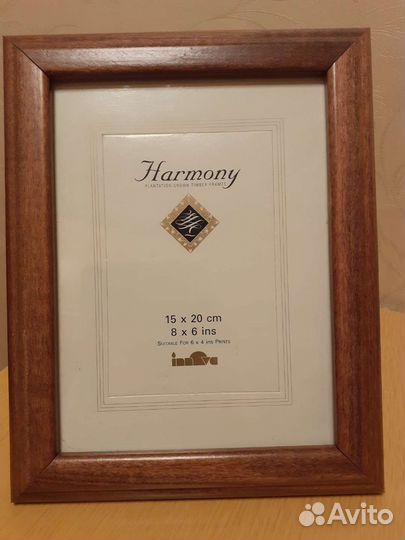 Harmony
PLANTATION GROWN TIMBER FRAMES
15 x 20 cm
8 x 6 ins
SUITABLE FOR 6 x 4 INS PRINTS
innova
Avito